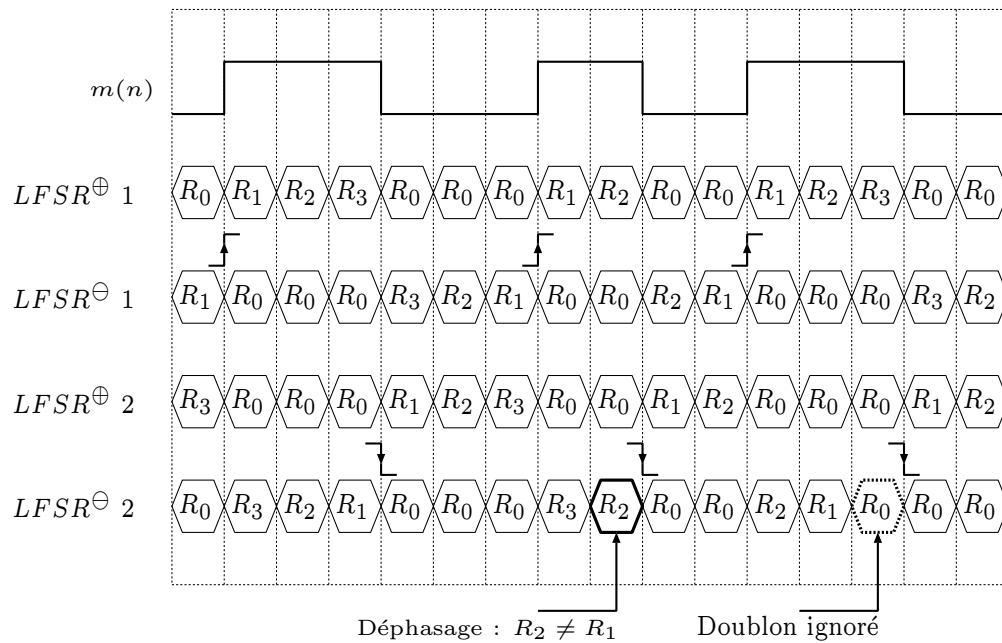 m(n)
LFSR⊕ 1 R₀ R₁ R₂ R₃ R₀ R₀ R₀ R₁ R₂ R₀ R₀ R₁ R₂ R₃ R₀ R₀
LFSR⊖ 1 R₁ R₀ R₀ R₀ R₃ R₂ R₁ R₀ R₀ R₂ R₁ R₀ R₀ R₀ R₃ R₂
LFSR⊕ 2 R₃ R₀ R₀ R₀ R₁ R₂ R₃ R₀ R₀ R₁ R₂ R₀ R₀ R₀ R₁ R₂
LFSR⊖ 2 R₀ R₃ R₂ R₁ R₀ R₀ R₀ R₃ R₂ R₀ R₀ R₂ R₁ R₀ R₀ R₀
Déphasage : R₂ ≠ R₁ Doublon ignoré